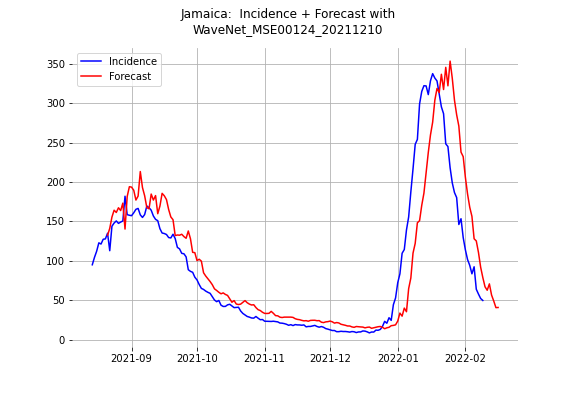 Jamaica:  Incidence + Forecast with
WaveNet_MSE00124_20211210
Incidence
Forecast
350
300
250
200
150
100
50
0
2021-09 2021-10 2021-11 2021-12 2022-01 2022-02